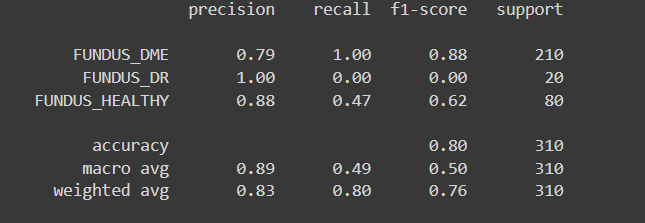 precision recall f1-score support
FUNDUS_DME 0.79 1.00 0.88 210
FUNDUS_DR 1.00 0.00 0.00 20
FUNDUS_HEALTHY 0.88 0.47 0.62 80
accuracy 0.80 310
macro avg 0.89 0.49 0.50 310
weighted avg 0.83 0.80 0.76 310